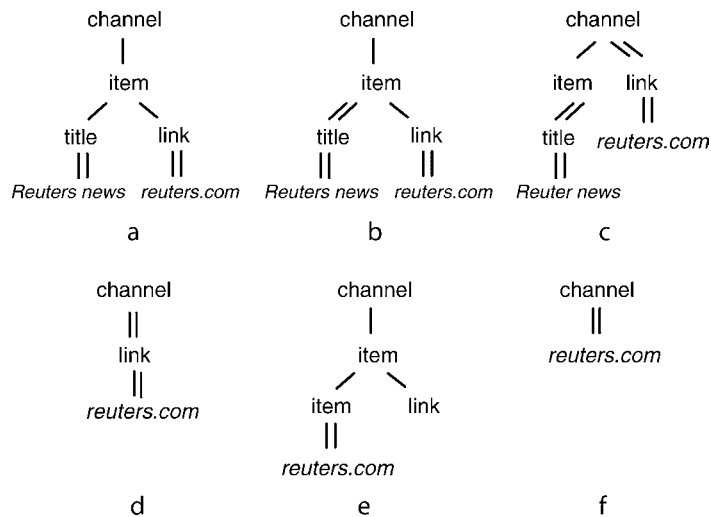 channel channel channel
item item item link
title link title link title reuters.com
Reuters news reuters.com Reuters news reuters.com Reuter news
a b c
channel channel channel
link item reuters.com
reuters.com item link
reuters.com
d e f